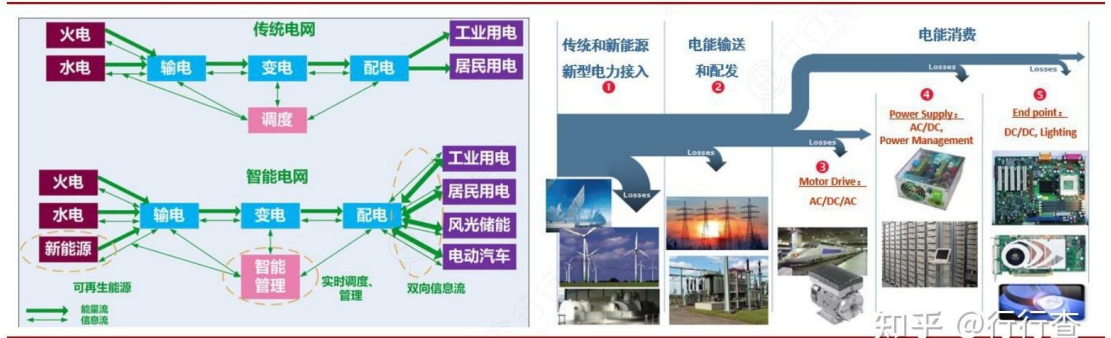 传统电网
火电
水电
输电
变电
配电
工业用电
居民用电
调度
智能电网
火电
水电
新能源
输电
变电
配电
工业用电
居民用电
风光储能
电动汽车
智能
管理
可再生能源
实时调度、
管理
双向信息流
能量流
信息流
传统和新能源
新型电力接入
1
电能输送
和配发
2
电能消费
Losses
Losses
Losses
Losses
Losses
3
Motor Drive：
AC/DC/AC
4
Power Supply：
AC/DC,
Power Management
5
End point：
DC/DC, Lighting
知乎 @行行查